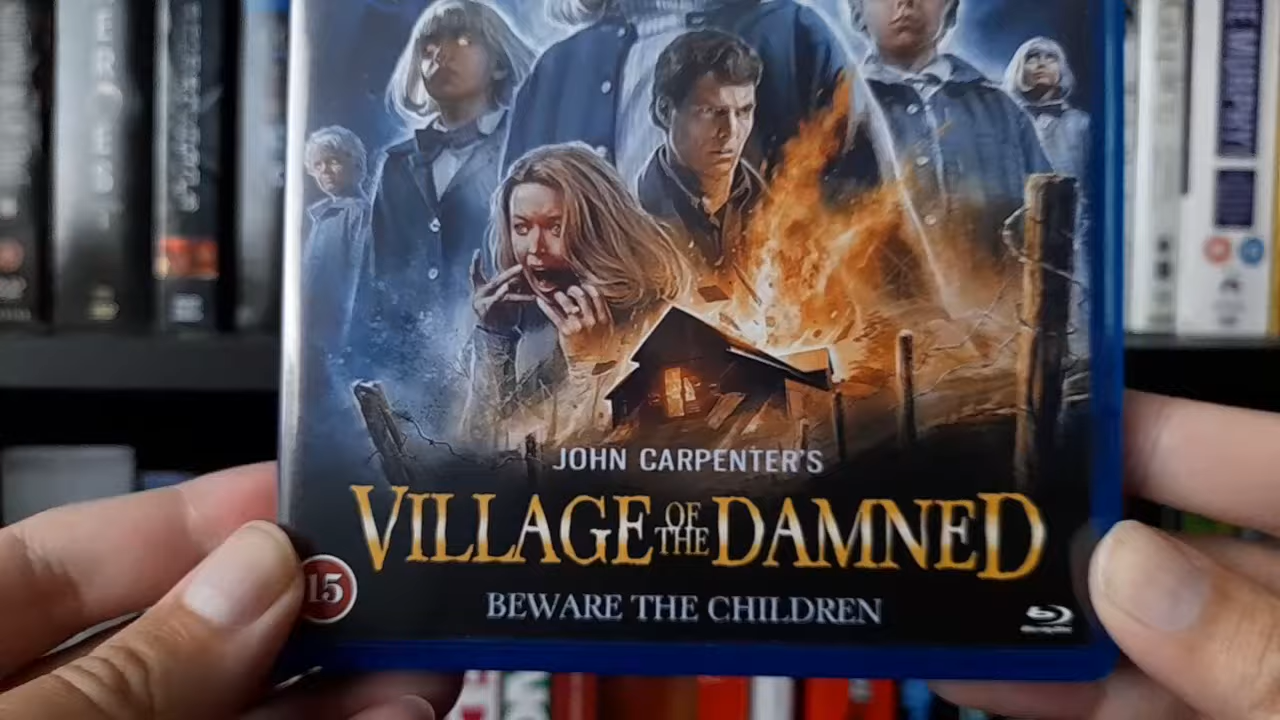 JOHN CARPENTER'S
VILLAGE OF THE DAMNED
15
BEWARE THE CHILDREN